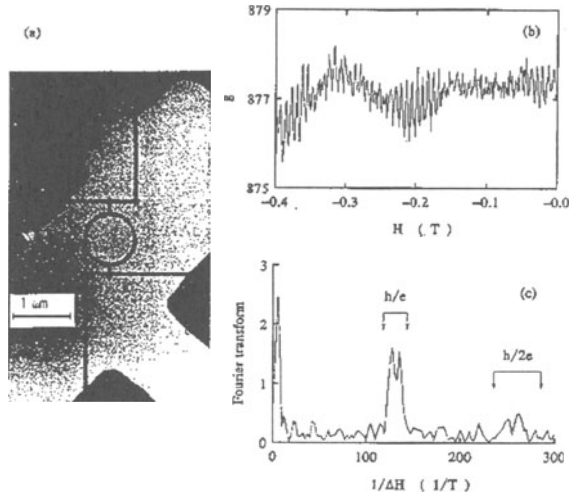 (a)
1 µm
879
877
875
g
(b)
-0.4
-0.3
-0.2
-0.1
-0.0
H ( T )
3
2
1
0
Fourier transform
(c)
h/e
h/2e
0
100
200
300
1/ΔH ( 1/T )